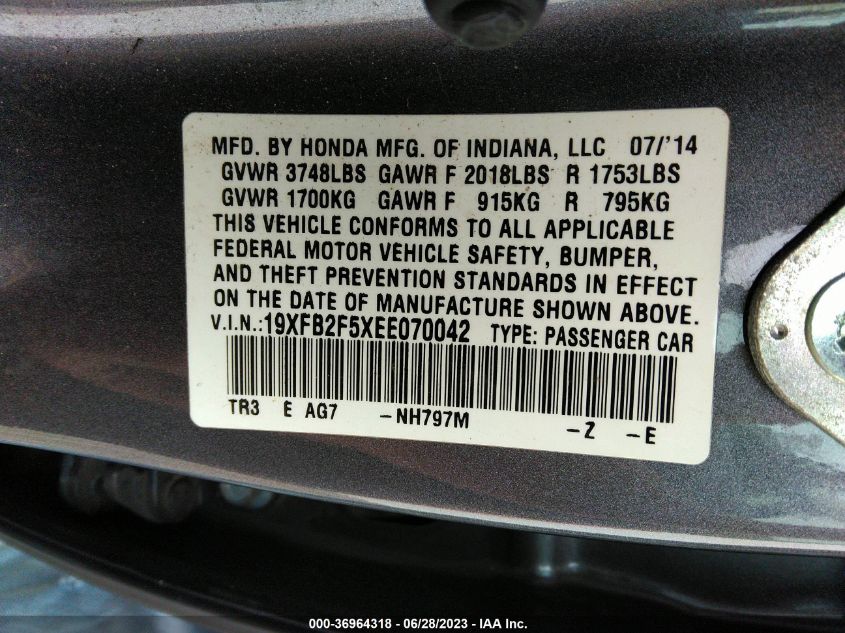 MFD. BY HONDA MFG. OF INDIANA, LLC 07/'14
GVWR 3748LBS GAWR F 2018LBS R 1753LBS
GVWR 1700KG GAWR F 915KG R 795KG
THIS VEHICLE CONFORMS TO ALL APPLICABLE
FEDERAL MOTOR VEHICLE SAFETY, BUMPER,
AND THEFT PREVENTION STANDARDS IN EFFECT
ON THE DATE OF MANUFACTURE SHOWN ABOVE.
V.I.N.:19XFB2F5XEE070042 TYPE: PASSENGER CAR
TR3 E AG7 -NH797M -Z -E
000-36964318 - 06/28/2023 - IAA Inc.